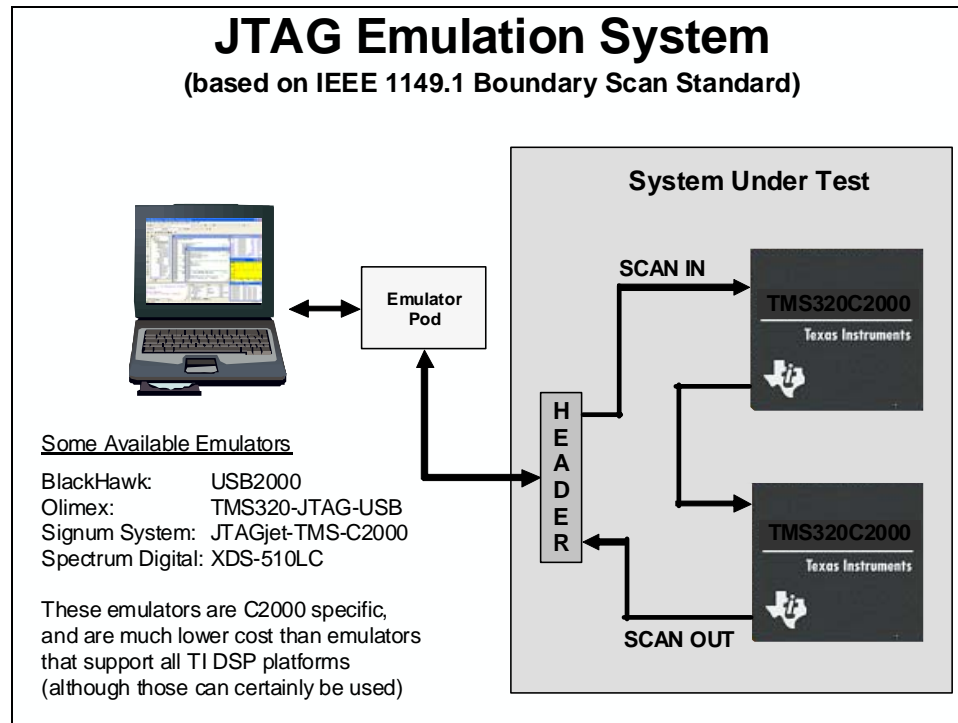 JTAG Emulation System
(based on IEEE 1149.1 Boundary Scan Standard)
System Under Test
SCAN IN
TMS320C2000
Texas Instruments
Emulator
Pod
HEADER
Some Available Emulators
BlackHawk: USB2000
Olimex: TMS320-JTAG-USB
Signum System: JTAGjet-TMS-C2000
Spectrum Digital: XDS-510LC
TMS320C2000
Texas Instruments
SCAN OUT
These emulators are C2000 specific,
and are much lower cost than emulators
that support all TI DSP platforms
(although those can certainly be used)